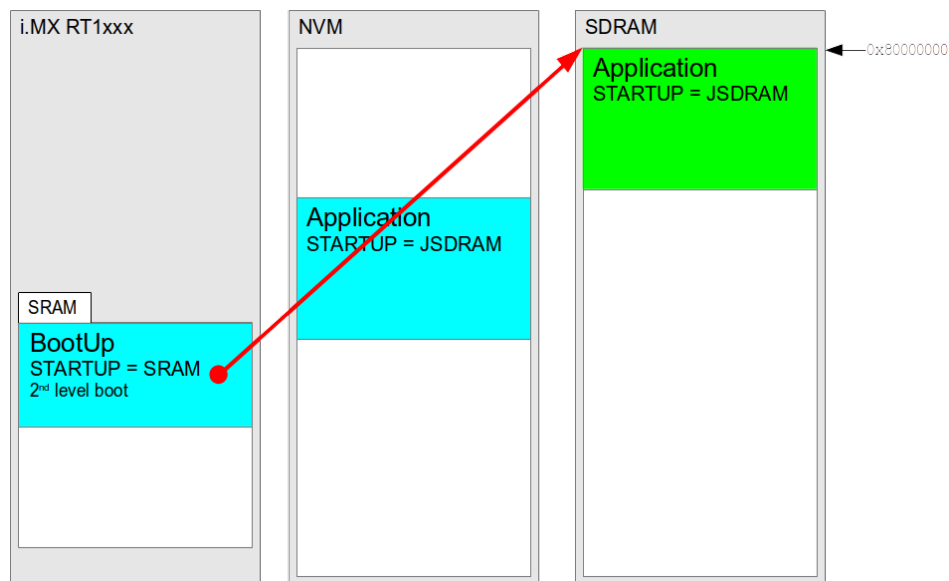 i.MX RT1xxx
SRAM
BootUp
STARTUP = SRAM
2nd level boot
NVM
Application
STARTUP = JSDRAM
SDRAM
Application
STARTUP = JSDRAM
0x80000000